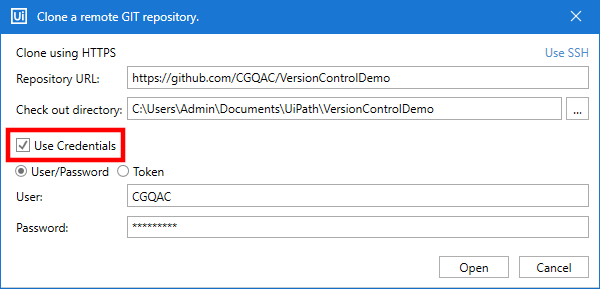 Ui Clone a remote GIT repository.
Clone using HTTPS Use SSH
Repository URL: https://github.com/CGQAC/VersionControlDemo
Check out directory: C:\Users\Admin\Documents\UiPath\VersionControlDemo ...
Use Credentials
User/Password Token
User: CGQAC
Password: *********
Open Cancel